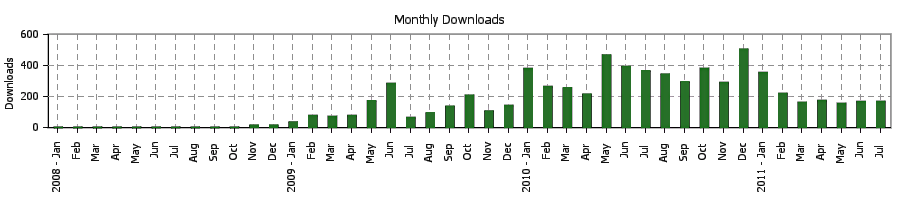 Monthly Downloads
Downloads
600
400
200
0
2008 - Jan
Feb
Mar
Apr
May
Jun
Jul
Aug
Sep
Oct
Nov
Dec
2009 - Jan
Feb
Mar
Apr
May
Jun
Jul
Aug
Sep
Oct
Nov
Dec
2010 - Jan
Feb
Mar
Apr
May
Jun
Jul
Aug
Sep
Oct
Nov
Dec
2011 - Jan
Feb
Mar
Apr
May
Jun
Jul